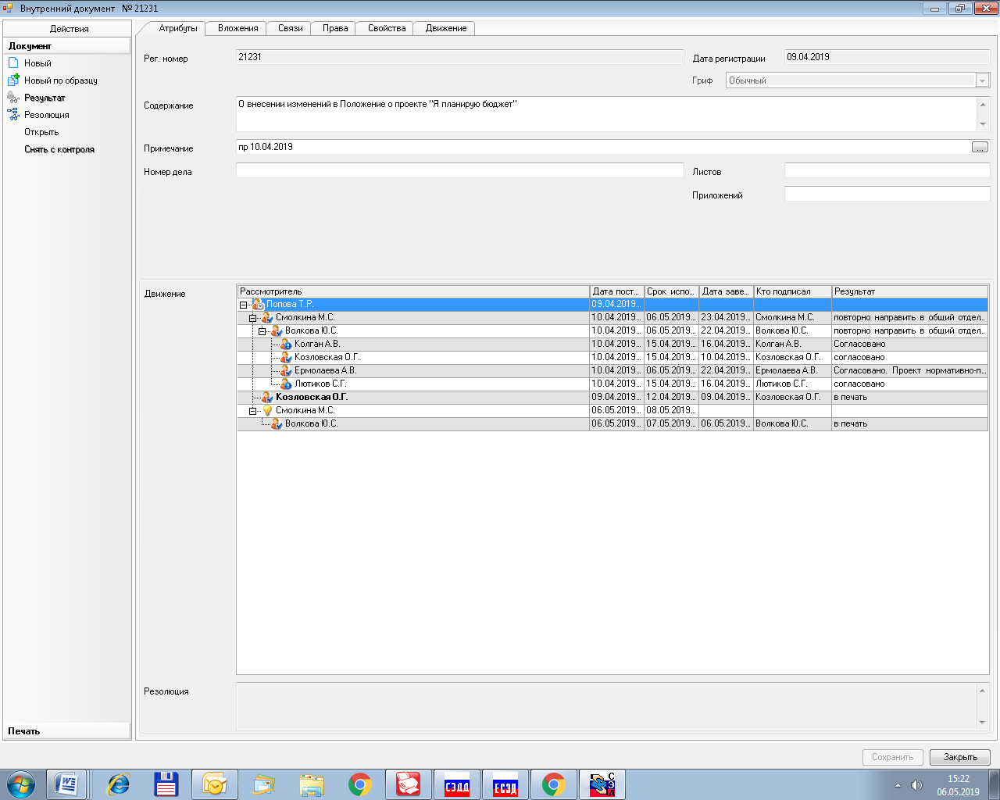 Внутренний документ № 21231
Действия
Документ
Новый
Новый по образцу
Результат
Резолюция
Открыть
Снять с контроля
Печать
Атрибуты Вложения Связи Права Свойства Движение
Рег. номер 21231 Дата регистрации 09.04.2019
Гриф Обычный
Содержание О внесении изменений в Положение о проекте "Я планирую бюджет"
Примечание пр 10.04.2019 ...
Номер дела Листов
Приложений
Движение
Рассмотритель Дата пост... Срок испо... Дата заве... Кто подписал Результат
Попова Т.Р. 09.04.2019...
Смолкина М.С. 10.04.2019... 06.05.2019... 23.04.2019... Смолкина М.С. повторно направить в общий отдел...
Волкова Ю.С. 10.04.2019... 06.05.2019... 22.04.2019... Волкова Ю.С. повторно направить в общий отдел...
Колган А.В. 10.04.2019... 15.04.2019... 16.04.2019... Колган А.В. Согласовано
Козловская О.Г. 10.04.2019... 15.04.2019... 10.04.2019... Козловская О.Г. согласовано
Ермолаева А.В. 10.04.2019... 06.05.2019... 22.04.2019... Ермолаева А.В. Согласовано. Проект нормативно-п...
Лютиков С.Г. 10.04.2019... 15.04.2019... 16.04.2019... Лютиков С.Г. согласовано
Козловская О.Г. 09.04.2019... 12.04.2019... 09.04.2019... Козловская О.Г. в печать
Смолкина М.С. 06.05.2019... 08.05.2019...
Волкова Ю.С. 06.05.2019... 07.05.2019... 06.05.2019... Волкова Ю.С. в печать
Резолюция
Сохранить Закрыть
СЭДД ЕСЭД СЭД
15:22
06.05.2019